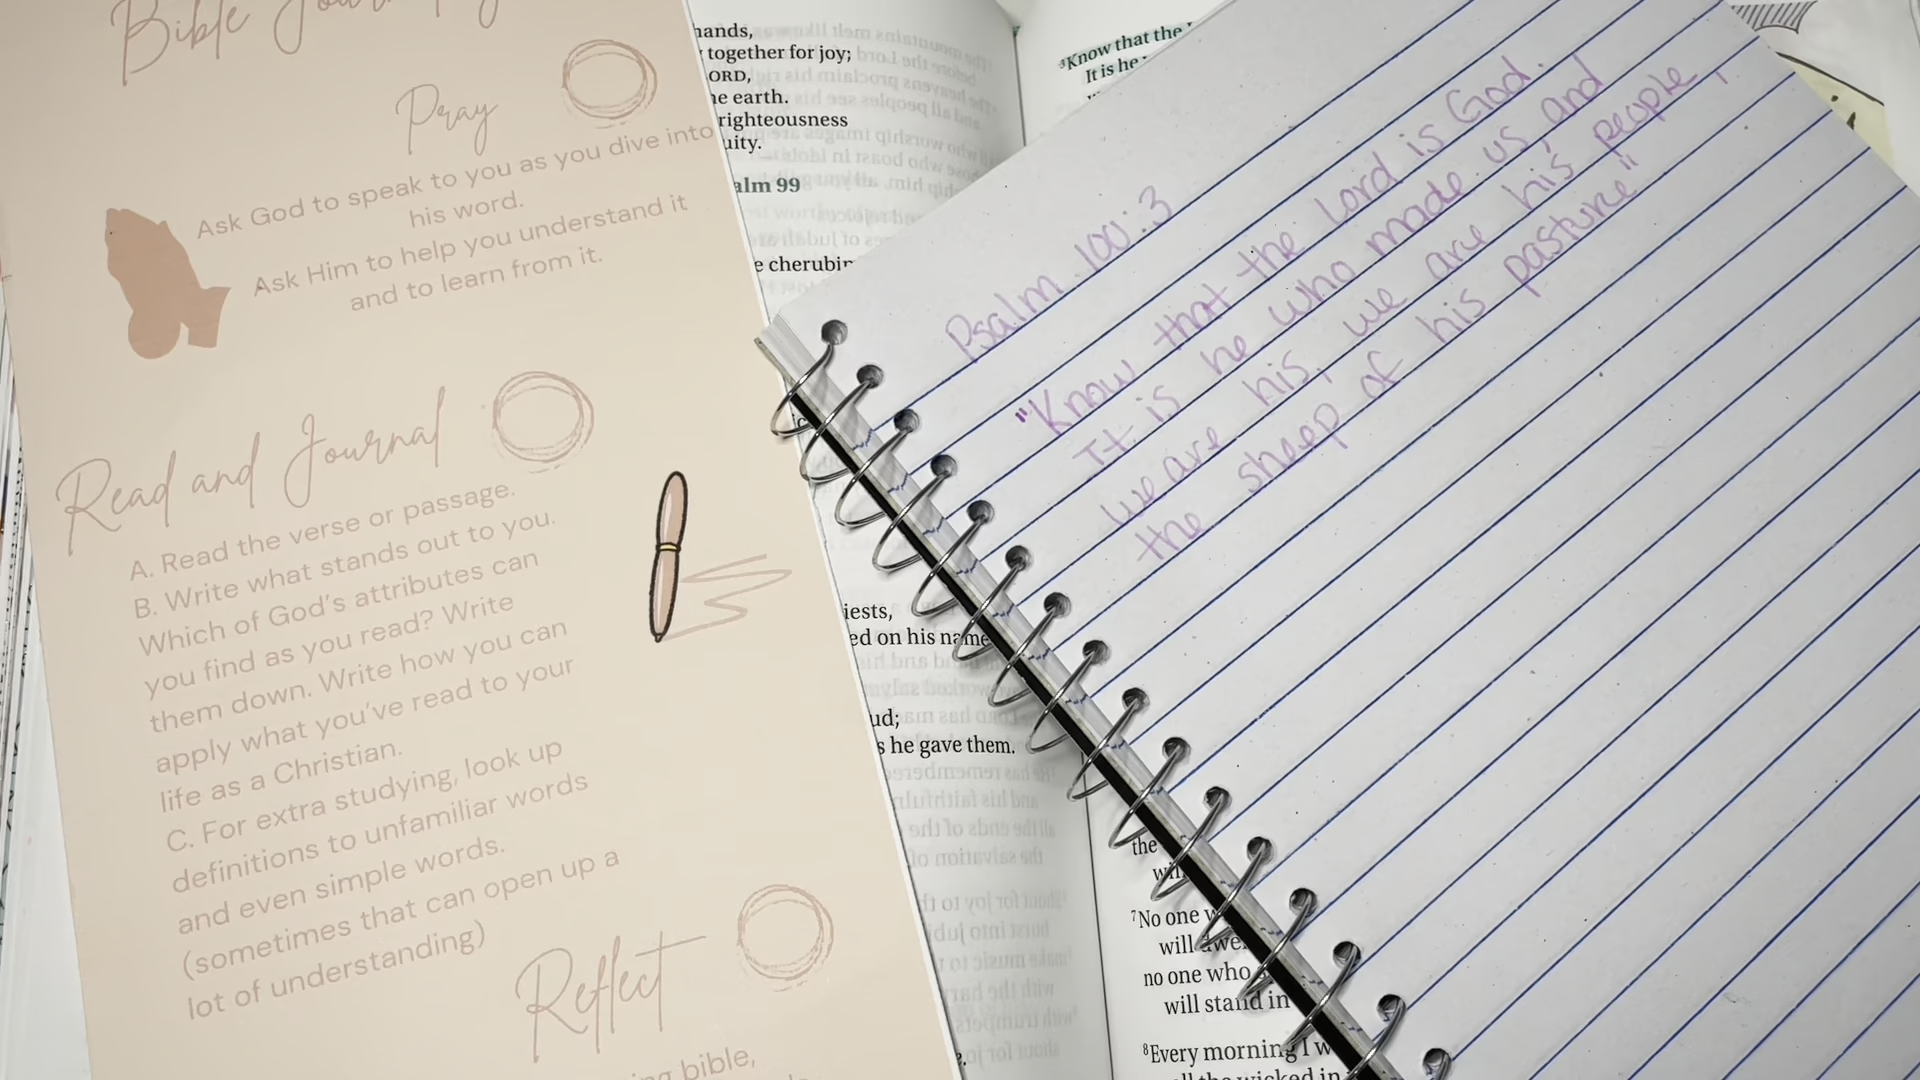 Bible
Pray
Ask God to speak to you as you dive into
his word.
Ask Him to help you understand it
and to learn from it.
Read and Journal
A. Read the verse or passage.
B. Write what stands out to you.
Which of God's attributes can
you find as you read? Write
them down. Write how you can
apply what you've read to your
life as a Christian.
C. For extra studying, look up
definitions to unfamiliar words
and even simple words.
(sometimes that can open up a
lot of understanding)
Reflect
bible,
hands,
together for joy;
ORD,
he earth.
righteousness
uity.
alm 99
e cherubim
iests,
ed on his name
ud;
s he gave them.
³Know that the
It is he
Psalm 100:3
"Know that the Lord is God.
It is he who made us, and
we are his, we are his people,
the sheep of his pasture"
the
will
⁷No one
will dwell
no one who
will stand in
⁸Every morning I
all the wicked in